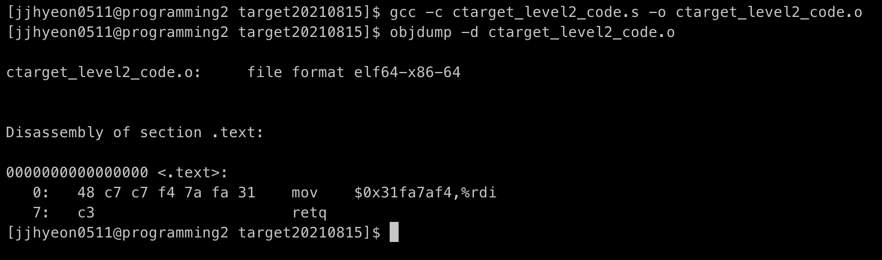 [jjhyeon0511@programming2 target20210815]$ gcc -c ctarget_level2_code.s -o ctarget_level2_code.o
[jjhyeon0511@programming2 target20210815]$ objdump -d ctarget_level2_code.o
ctarget_level2_code.o:     file format elf64-x86-64
Disassembly of section .text:
0000000000000000 <.text>:
   0:   48 c7 c7 f4 7a fa 31    mov    $0x31fa7af4,%rdi
   7:   c3                      retq
[jjhyeon0511@programming2 target20210815]$